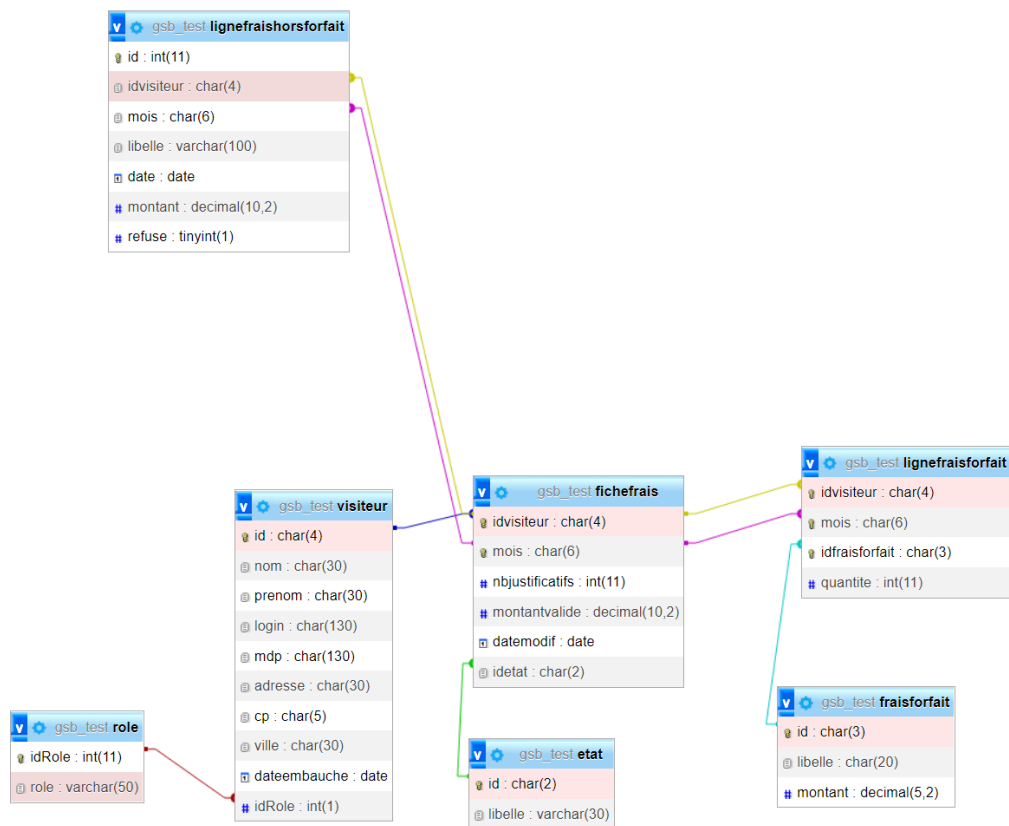 gsb_test lignefraishorsforfait
id : int(11)
idvisiteur : char(4)
mois : char(6)
libelle : varchar(100)
date : date
montant : decimal(10,2)
refuse : tinyint(1)
gsb_test visiteur
id : char(4)
nom : char(30)
prenom : char(30)
login : char(130)
mdp : char(130)
adresse : char(30)
cp : char(5)
ville : char(30)
dateembauche : date
idRole : int(1)
gsb_test fichefrais
idvisiteur : char(4)
mois : char(6)
nbjustificatifs : int(11)
montantvalide : decimal(10,2)
datemodif : date
idetat : char(2)
gsb_test lignefraisforfait
idvisiteur : char(4)
mois : char(6)
idfraisforfait : char(3)
quantite : int(11)
gsb_test role
idRole : int(11)
role : varchar(50)
gsb_test etat
id : char(2)
libelle : varchar(30)
gsb_test fraisforfait
id : char(3)
libelle : char(20)
montant : decimal(5,2)